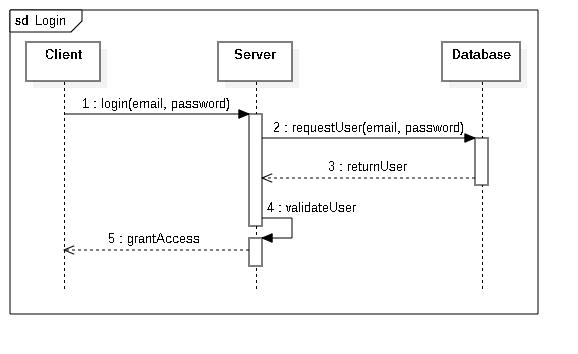 sd Login
Client
Server
Database
1 : login(email, password)
2 : requestUser(email, password)
3 : returnUser
4 : validateUser
5 : grantAccess